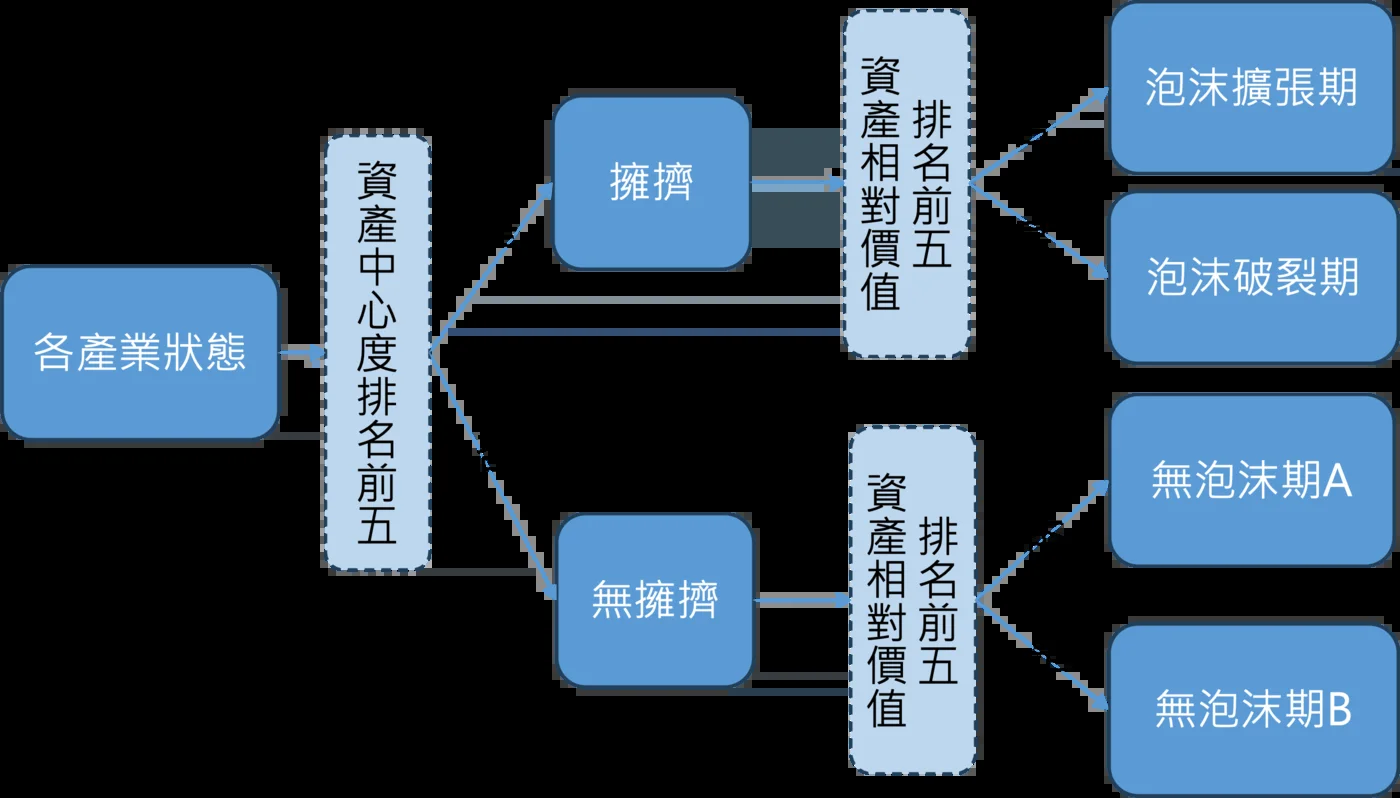 各產業狀態
資產中心度排名前五
擁擠
資產相對價值
排名前五
泡沫擴張期
泡沫破裂期
無擁擠
資產相對價值
排名前五
無泡沫期A
無泡沫期B